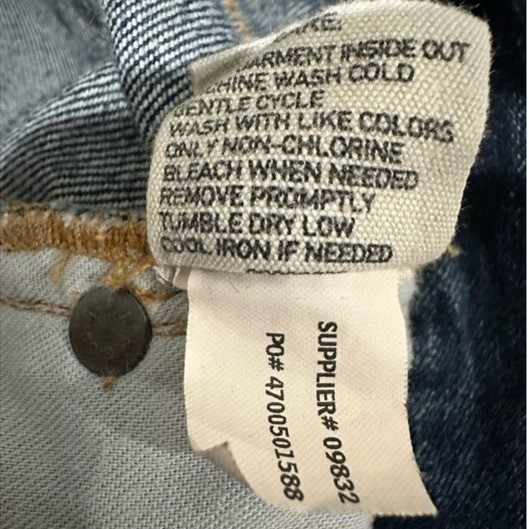 GARMENT INSIDE OUT
MACHINE WASH COLD
GENTLE CYCLE
WASH WITH LIKE COLORS
ONLY NON-CHLORINE
BLEACH WHEN NEEDED
REMOVE PROMPTLY
TUMBLE DRY LOW
COOL IRON IF NEEDED
SUPPLIER# 09832
PO# 4700501588